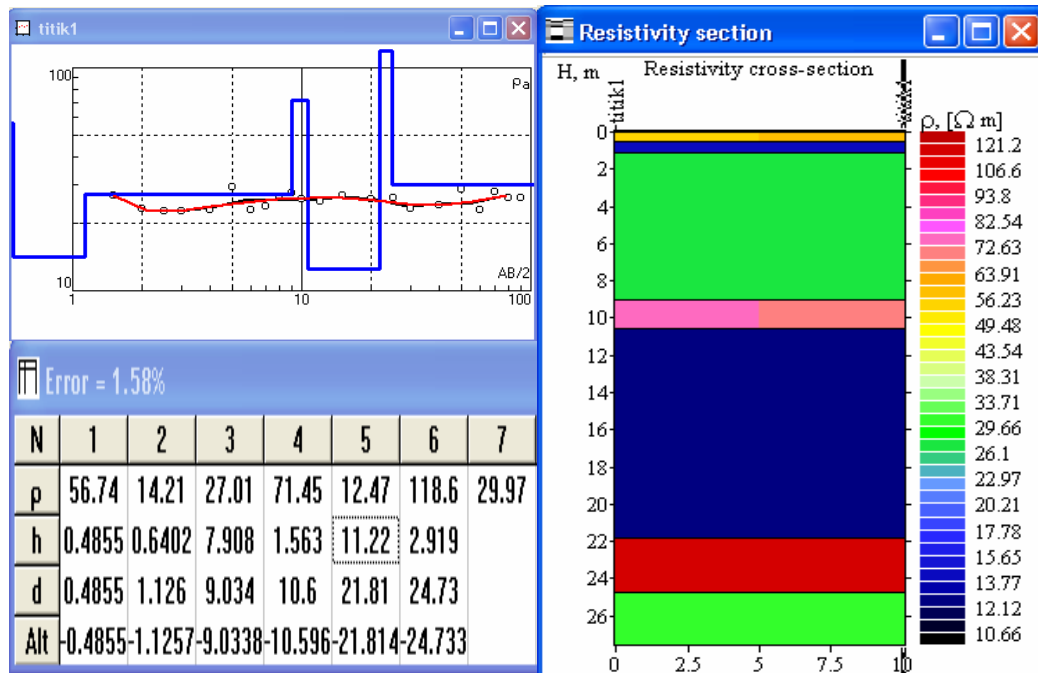 titik1
100
ρa
10
AB/2
1 10 100
Error = 1.58%
N 1 2 3 4 5 6 7
ρ 56.74 14.21 27.01 71.45 12.47 118.6 29.97
h 0.4855 0.6402 7.908 1.563 11.22 2.919
d 0.4855 1.126 9.034 10.6 21.81 24.73
Alt -0.4855 -1.1257 -9.0338 -10.596 -21.814 -24.733
Resistivity section
H, m Resistivity cross-section
titik1
ρ, [Ω m]
0
2
4
6
8
10
12
14
16
18
20
22
24
26
0 2.5 5 7.5 10
121.2
106.6
93.8
82.54
72.63
63.91
56.23
49.48
43.54
38.31
33.71
29.66
26.1
22.97
20.21
17.78
15.65
13.77
12.12
10.66